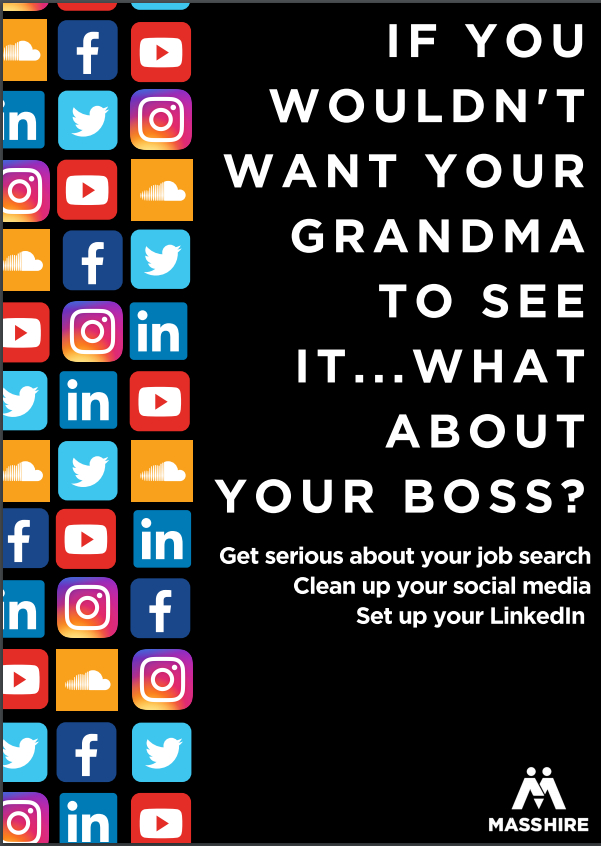 IF YOU
WOULDN'T
WANT YOUR
GRANDMA
TO SEE
IT...WHAT
ABOUT
YOUR BOSS?
Get serious about your job search
Clean up your social media
Set up your LinkedIn
MASSHIRE